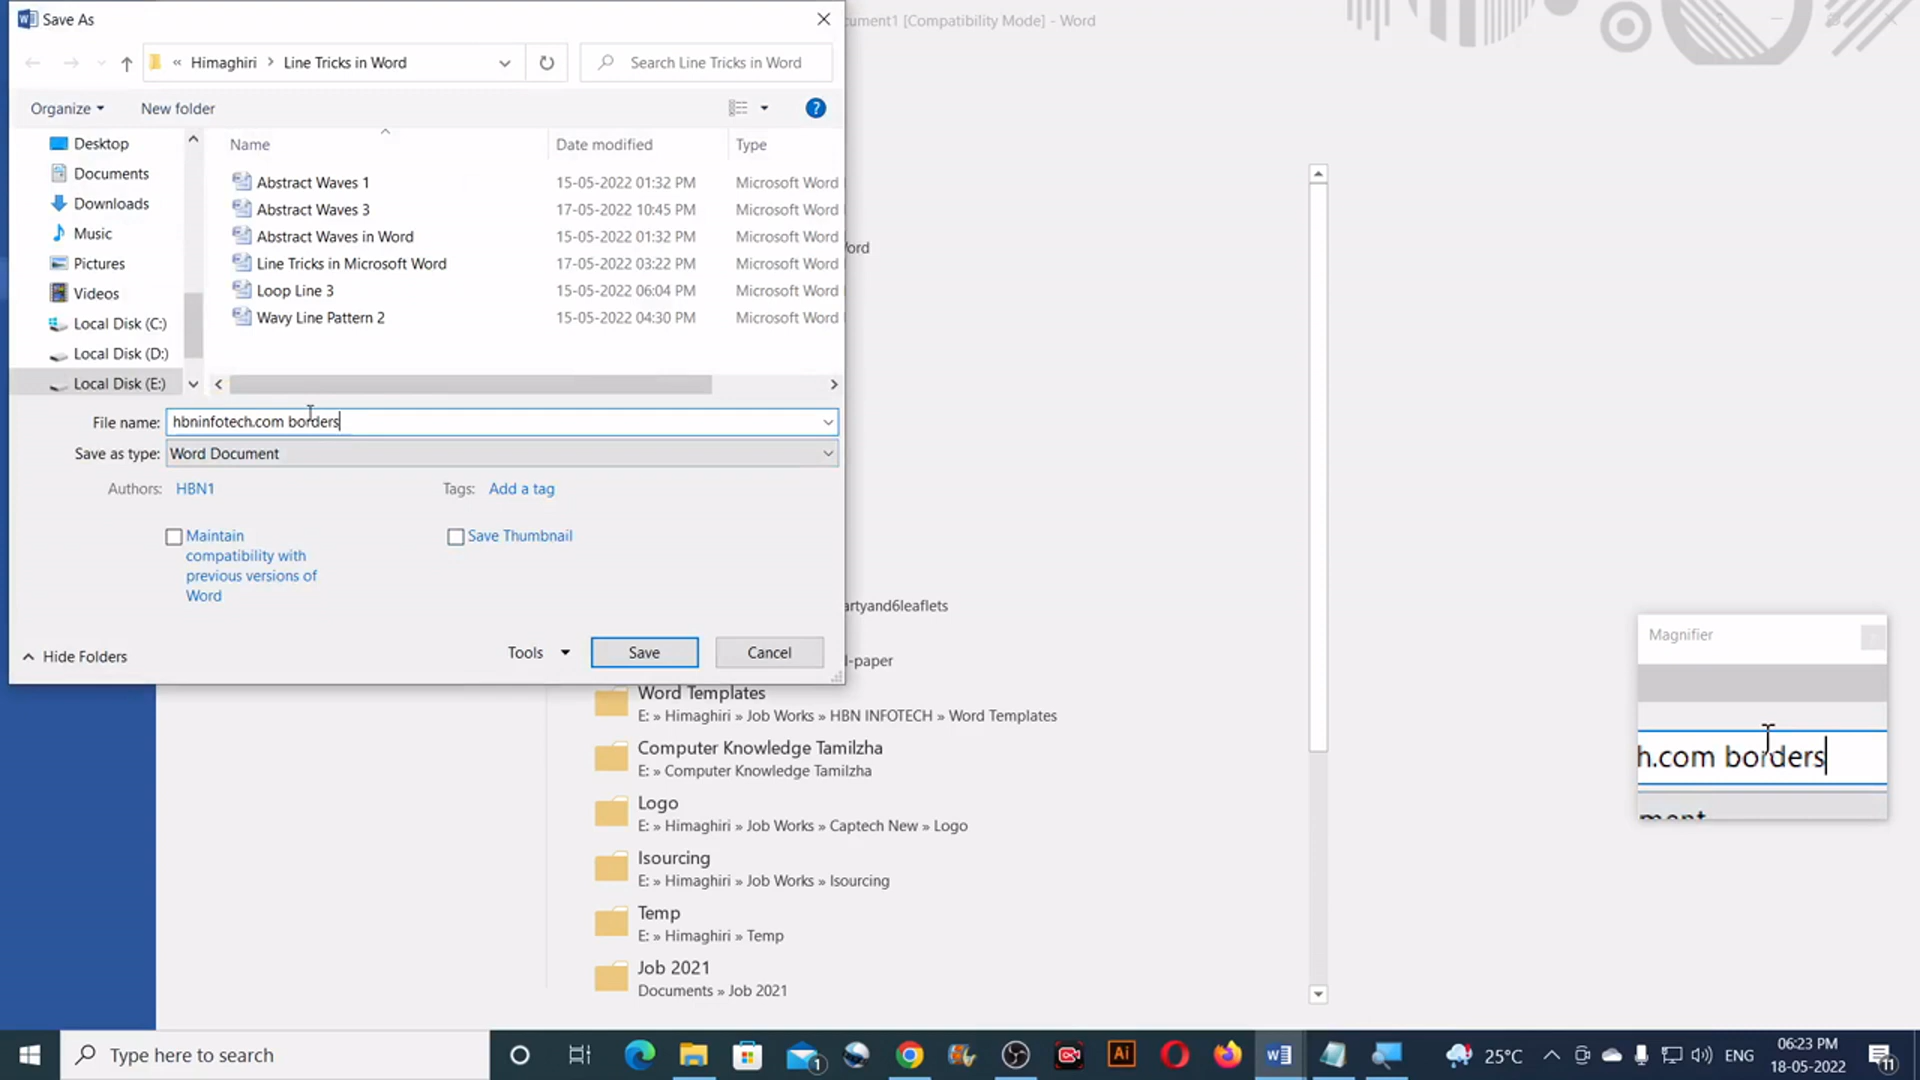 Save As
cument1 [Compatibility Mode] - Word
« Himaghiri > Line Tricks in Word
Search Line Tricks in Word
Organize
New folder
?
Desktop
Documents
Downloads
Music
Pictures
Videos
Local Disk (C:)
Local Disk (D:)
Local Disk (E:)
Name Date modified Type
Abstract Waves 1 15-05-2022 01:32 PM Microsoft Word
Abstract Waves 3 17-05-2022 10:45 PM Microsoft Word
Abstract Waves in Word 15-05-2022 01:32 PM Microsoft Word
Line Tricks in Microsoft Word 17-05-2022 03:22 PM Microsoft Word
Loop Line 3 15-05-2022 06:04 PM Microsoft Word
Wavy Line Pattern 2 15-05-2022 04:30 PM Microsoft Word
File name: hbninfotech.com borders
Save as type: Word Document
Authors: HBN1
Tags: Add a tag
Maintain
compatibility with
previous versions of
Word
Save Thumbnail
Hide Folders
Tools
Save
Cancel
ord
artyand6leaflets
l-paper
Word Templates
E: » Himaghiri » Job Works » HBN INFOTECH » Word Templates
Computer Knowledge Tamilzha
E: » Computer Knowledge Tamilzha
Logo
E: » Himaghiri » Job Works » Captech New » Logo
Isourcing
E: » Himaghiri » Job Works » Isourcing
Temp
E: » Himaghiri » Temp
Job 2021
Documents » Job 2021
Magnifier
h.com borders
Type here to search
1
Ai
25°C
ENG
06:23 PM
18-05-2022
11